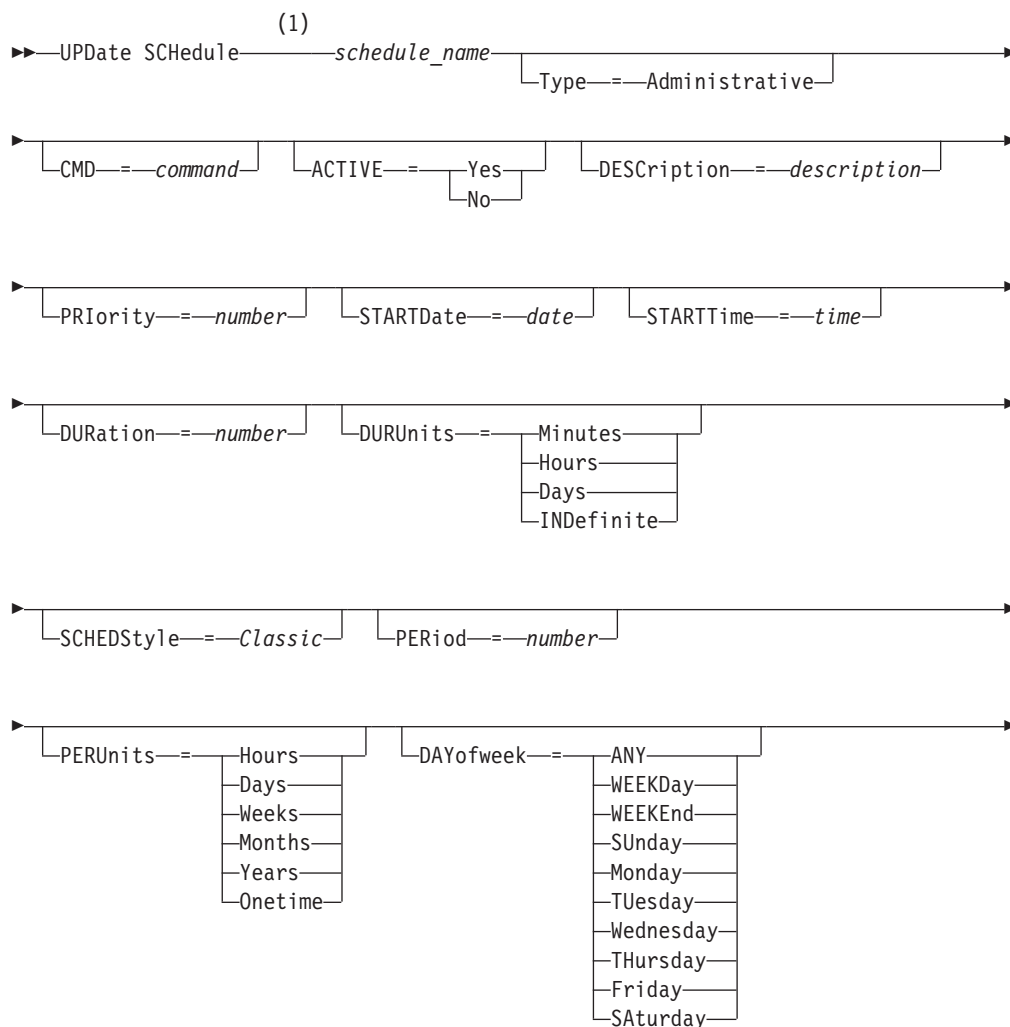 (1)
UPDate SCHedule schedule_name
Type = Administrative
CMD = command ACTIVE = Yes DESCription = description
No
PRIority = number STARTDate = date STARTTime = time
DURation = number DURUnits = Minutes
Hours
Days
INDefinite
SCHEDStyle = Classic PERiod = number
PERUnits = Hours DAYofweek = ANY
Days WEEKDay
Weeks WEEKEnd
Months SUnday
Years Monday
Onetime TUesday
Wednesday
THursday
Friday
SAturday